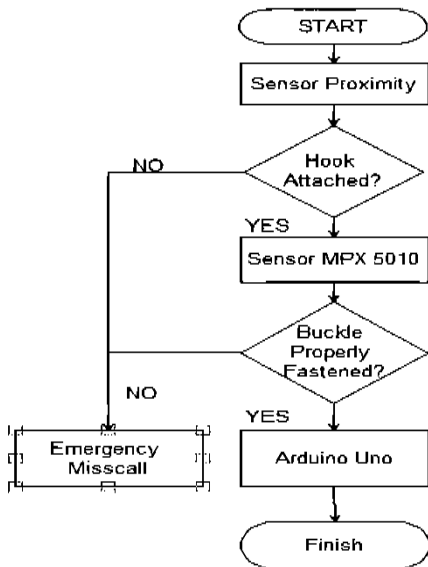 START
Sensor Proximity
Hook
Attached?
NO
YES
Sensor MPX 5010
Buckle
Properly
Fastened?
NO
YES
Emergency
Misscall
Arduino Uno
Finish